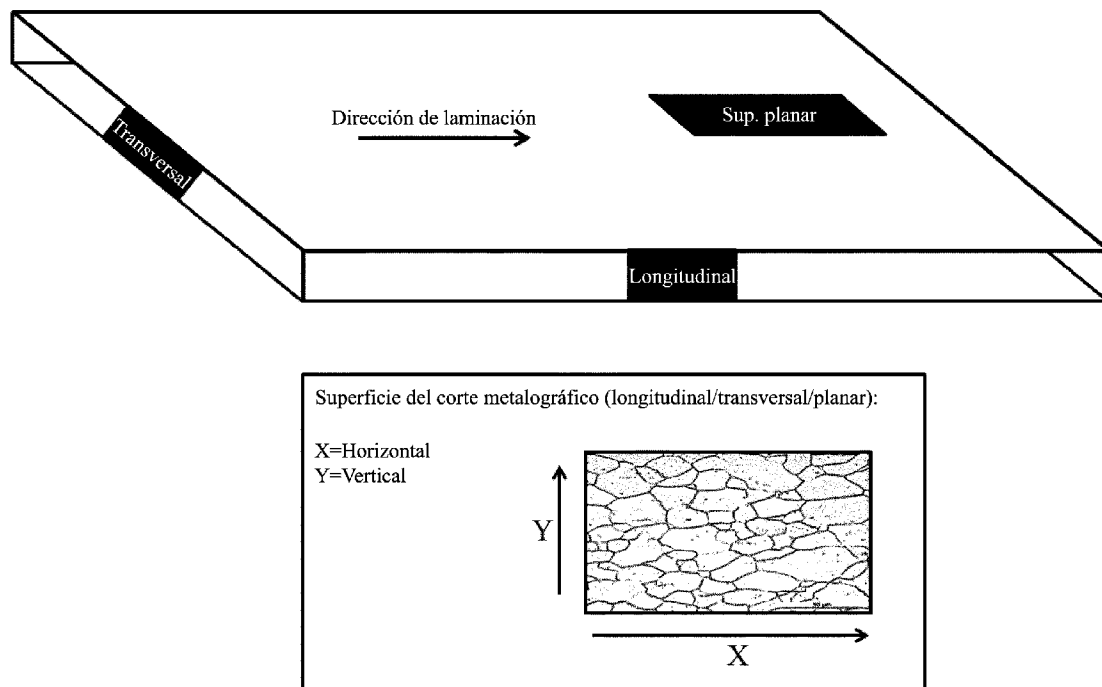 Dirección de laminación
Sup. planar
Transversal
Longitudinal
Superficie del corte metalográfico (longitudinal/transversal/planar):
X=Horizontal
Y=Vertical
Y
X